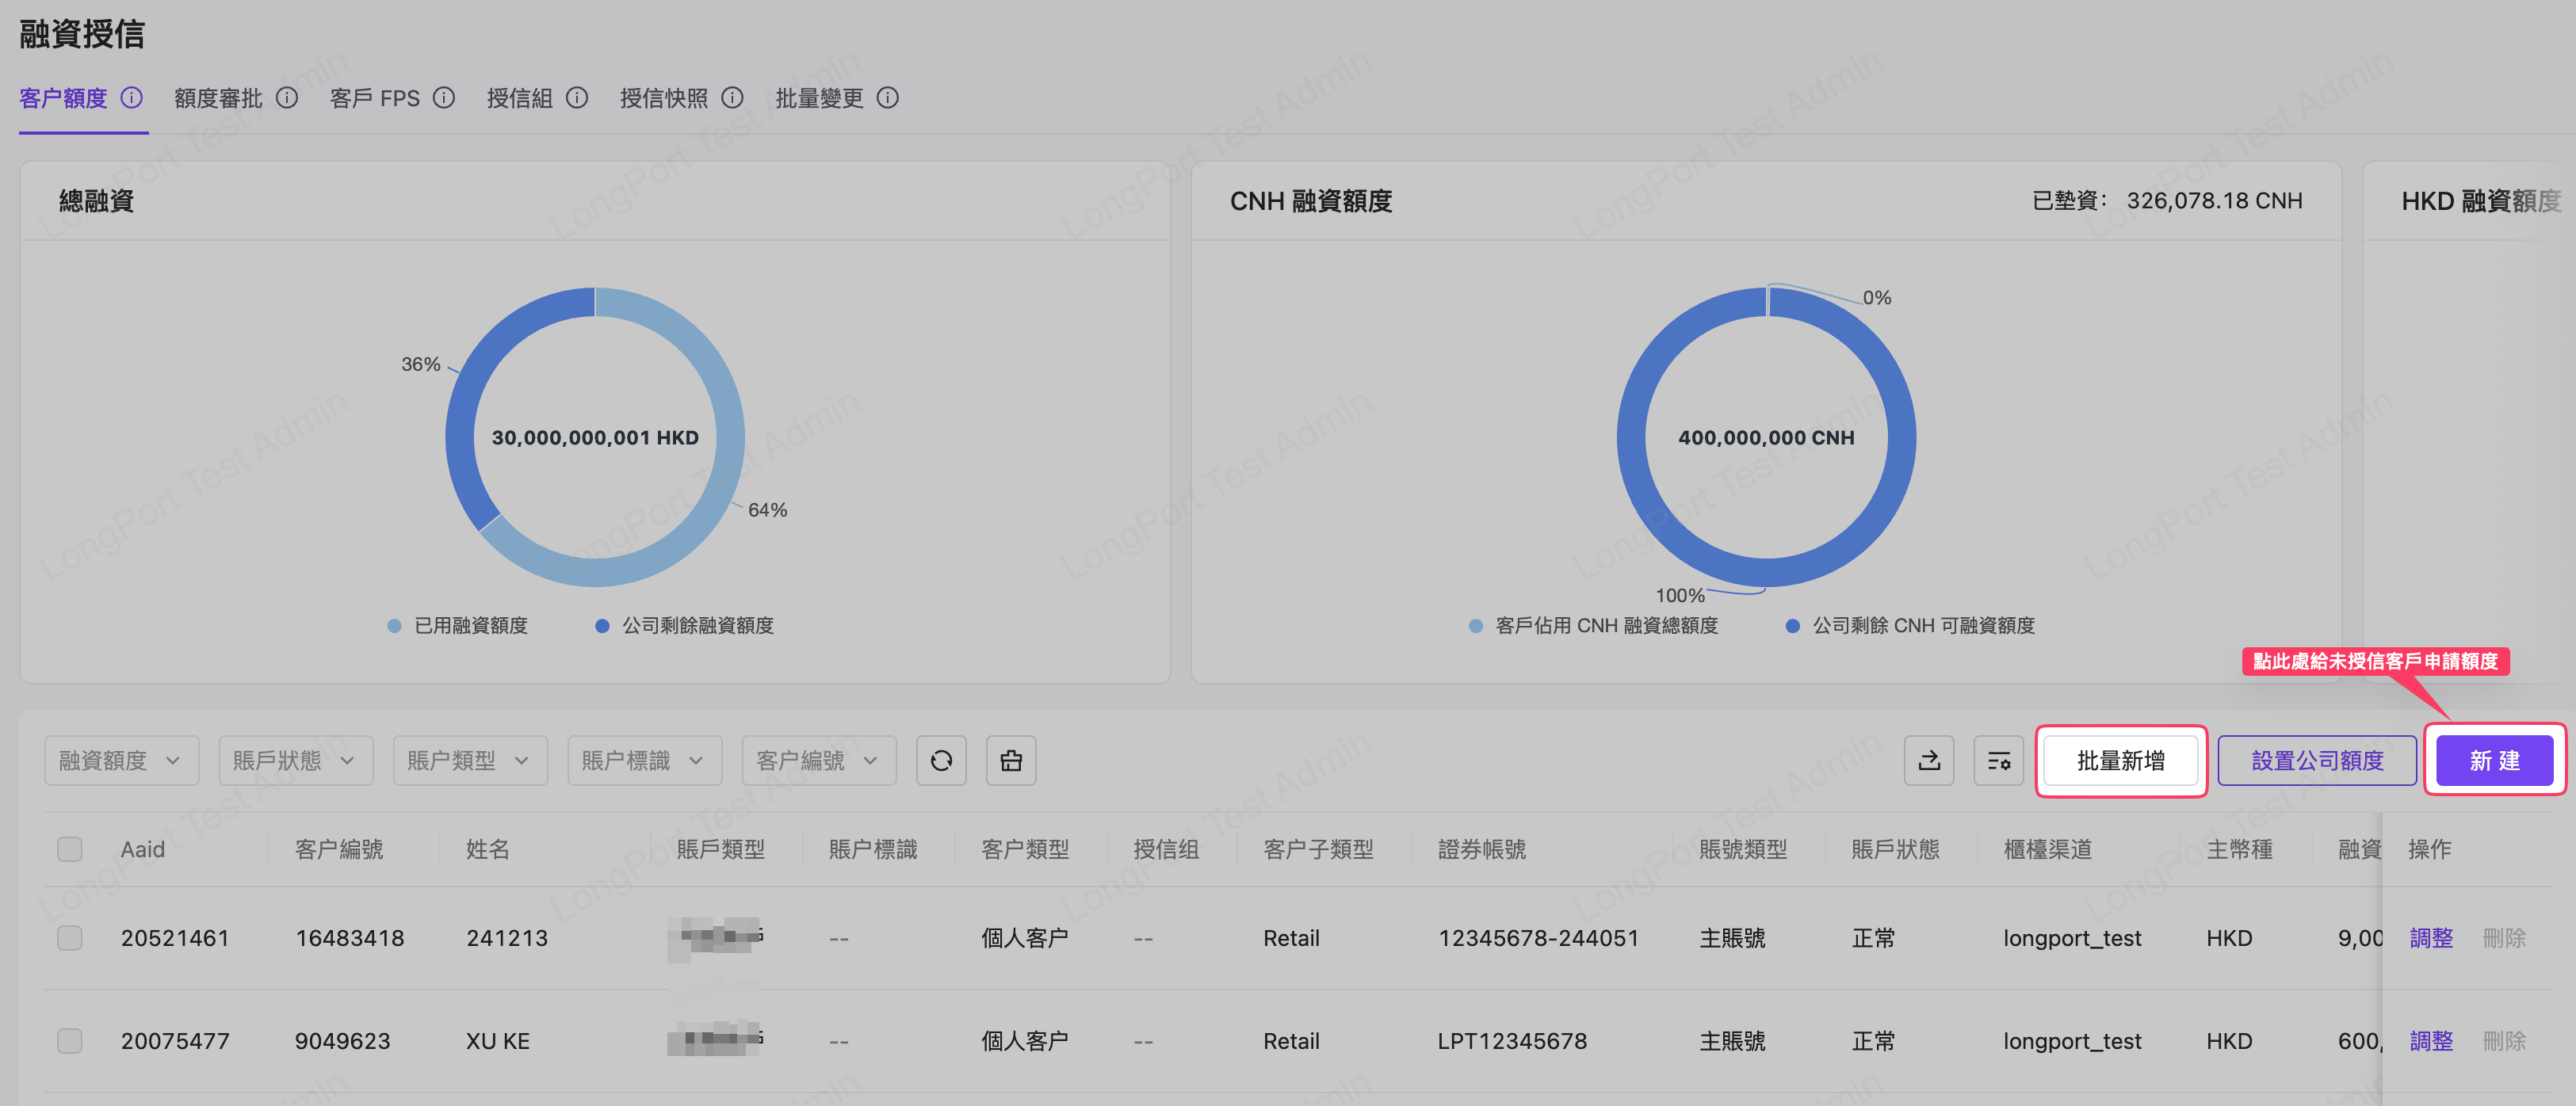 融資授信
客户額度 額度審批 客戶 FPS 授信組 授信快照 批量變更
總融資
36%
30,000,000,001 HKD
64%
已用融資額度 公司剩餘融資額度
CNH 融資額度 已墊資： 326,078.18 CNH
0%
400,000,000 CNH
100%
客戶佔用 CNH 融資總額度 公司剩餘 CNH 可融資額度
HKD 融資額度
點此處給未授信客戶申請額度
融資額度 賬戶狀態 賬户類型 賬户標識 客户編號 批量新增 設置公司額度 新 建
Aaid 客户編號 姓名 賬戶類型 賬户標識 客户類型 授信组 客户子類型 證券帳號 賬號類型 賬戶狀態 櫃檯渠道 主幣種 融資 操作
20521461 16483418 241213 -- 個人客户 -- Retail 12345678-244051 主賬號 正常 longport_test HKD 9,00 調整 刪除
20075477 9049623 XU KE -- 個人客户 -- Retail LPT12345678 主賬號 正常 longport_test HKD 600, 調整 刪除
LongPort Test Admin